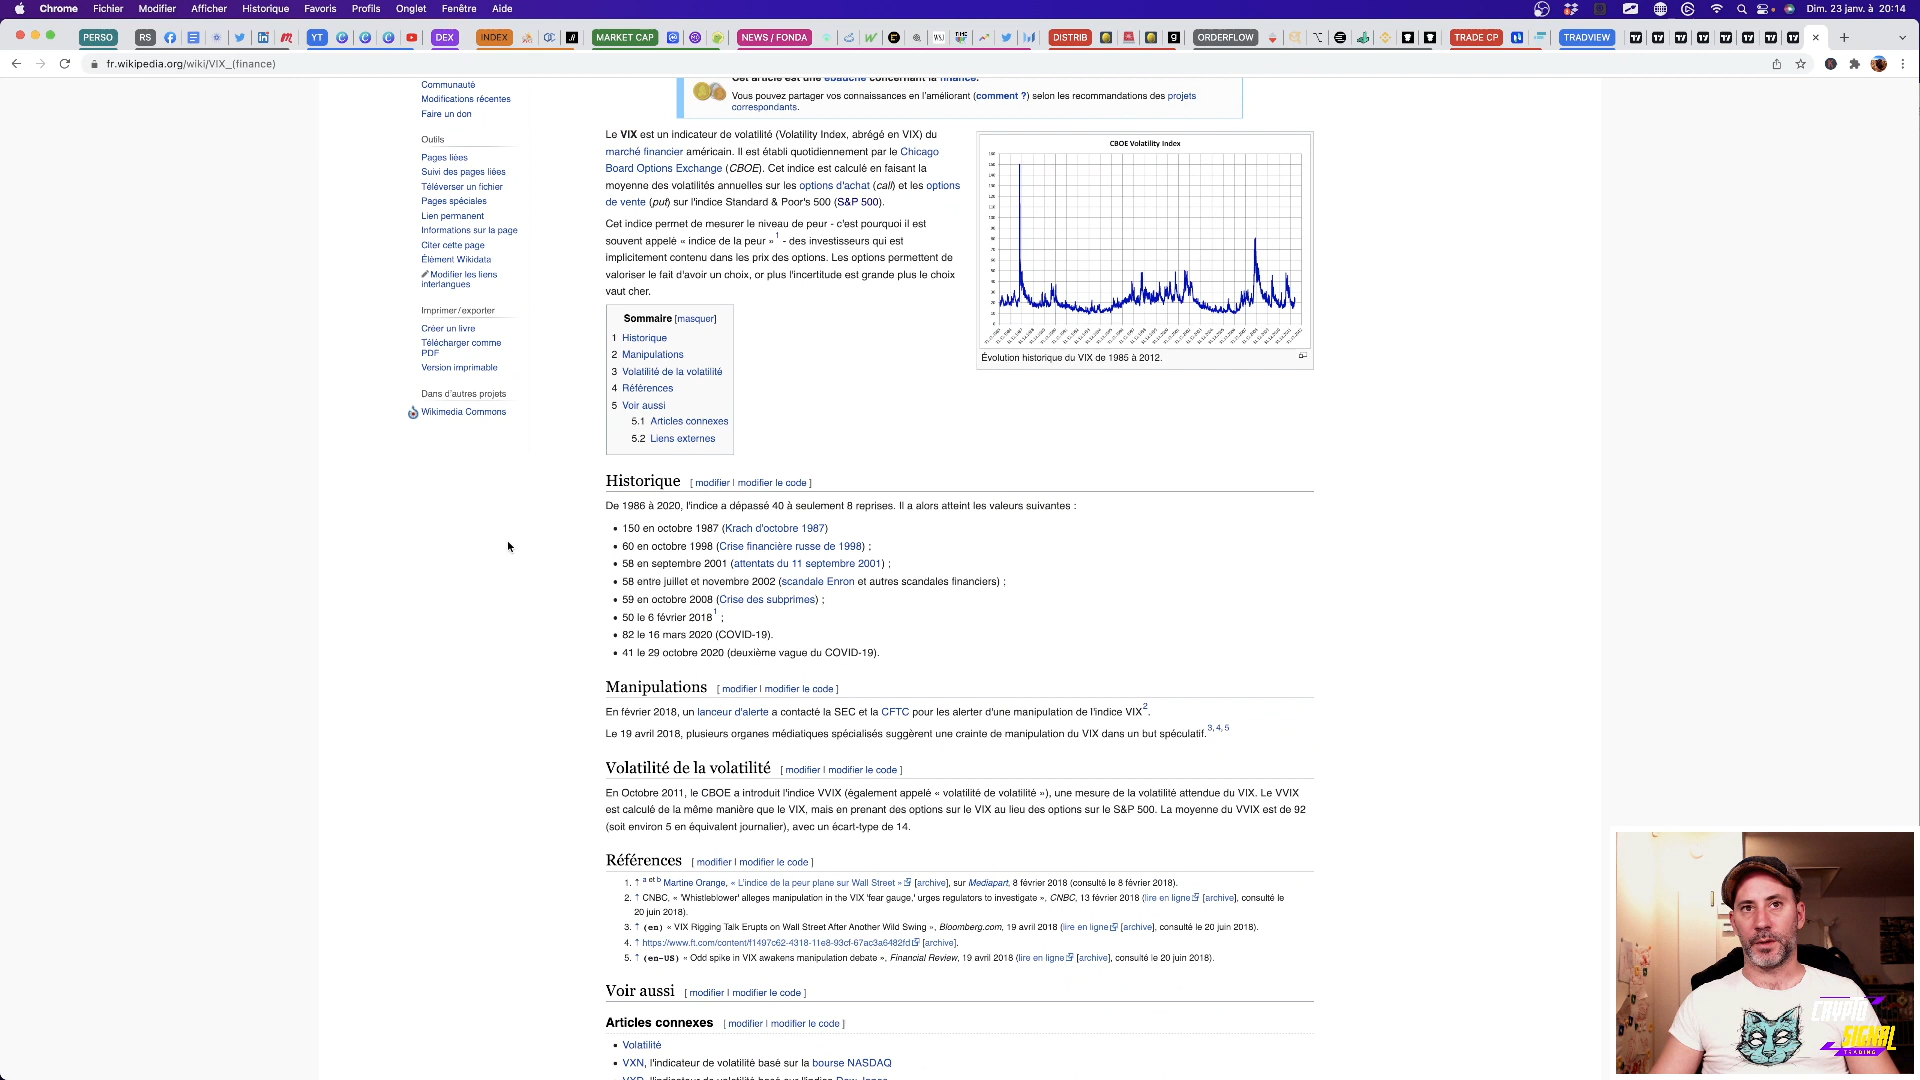 Chrome Fichier Modifier Afficher Historique Favoris Profils Onglet Fenêtre Aide
Dim. 23 janv. à 20:14
PERSO RS YT DEX INDEX MARKET CAP NEWS / FONDA DISTRIB ORDERFLOW TRADE CP TRADVIEW
fr.wikipedia.org/wiki/VIX_(finance)
Communauté
Modifications récentes
Faire un don
Outils
Pages liées
Suivi des pages liées
Téléverser un fichier
Pages spéciales
Lien permanent
Informations sur la page
Citer cette page
Élément Wikidata
Modifier les liens
interlangues
Imprimer/exporter
Créer un livre
Télécharger comme
PDF
Version imprimable
Dans d'autres projets
Wikimedia Commons
Cet article est une ébauche concernant la finance.
Vous pouvez partager vos connaissances en l'améliorant (comment ?) selon les recommandations des projets
correspondants.
Le VIX est un indicateur de volatilité (Volatility Index, abrégé en VIX) du
marché financier américain. Il est établi quotidiennement par le Chicago
Board Options Exchange (CBOE). Cet indice est calculé en faisant la
moyenne des volatilités annuelles sur les options d'achat (call) et les options
de vente (put) sur l'indice Standard & Poor's 500 (S&P 500).
Cet indice permet de mesurer le niveau de peur - c'est pourquoi il est
souvent appelé « indice de la peur »1 - des investisseurs qui est
implicitement contenu dans les prix des options. Les options permettent de
valoriser le fait d'avoir un choix, or plus l'incertitude est grande plus le choix
vaut cher.
CBOE Volatility Index
Évolution historique du VIX de 1985 à 2012.
Sommaire [masquer]
1 Historique
2 Manipulations
3 Volatilité de la volatilité
4 Références
5 Voir aussi
5.1 Articles connexes
5.2 Liens externes
Historique [ modifier | modifier le code ]
De 1986 à 2020, l'indice a dépassé 40 à seulement 8 reprises. Il a alors atteint les valeurs suivantes :
• 150 en octobre 1987 (Krach d'octobre 1987)
• 60 en octobre 1998 (Crise financière russe de 1998) ;
• 58 en septembre 2001 (attentats du 11 septembre 2001) ;
• 58 entre juillet et novembre 2002 (scandale Enron et autres scandales financiers) ;
• 59 en octobre 2008 (Crise des subprimes) ;
• 50 le 6 février 20181 ;
• 82 le 16 mars 2020 (COVID-19).
• 41 le 29 octobre 2020 (deuxième vague du COVID-19).
Manipulations [ modifier | modifier le code ]
En février 2018, un lanceur d'alerte a contacté la SEC et la CFTC pour les alerter d'une manipulation de l'indice VIX2.
Le 19 avril 2018, plusieurs organes médiatiques spécialisés suggèrent une crainte de manipulation du VIX dans un but spéculatif.3, 4, 5
Volatilité de la volatilité [ modifier | modifier le code ]
En Octobre 2011, le CBOE a introduit l'indice VVIX (également appelé « volatilité de volatilité »), une mesure de la volatilité attendue du VIX. Le VVIX
est calculé de la même manière que le VIX, mais en prenant des options sur le VIX au lieu des options sur le S&P 500. La moyenne du VVIX est de 92
(soit environ 5 en équivalent journalier), avec un écart-type de 14.
Références [ modifier | modifier le code ]
1. ↑ a et b Martine Orange, « L'indice de la peur plane sur Wall Street » [archive], sur Mediapart, 8 février 2018 (consulté le 8 février 2018).
2. ↑ CNBC, « 'Whistleblower' alleges manipulation in the VIX 'fear gauge,' urges regulators to investigate », CNBC, 13 février 2018 (lire en ligne [archive], consulté le
20 juin 2018).
3. ↑ (en) « VIX Rigging Talk Erupts on Wall Street After Another Wild Swing », Bloomberg.com, 19 avril 2018 (lire en ligne [archive], consulté le 20 juin 2018).
4. ↑ https://www.ft.com/content/f1497c62-4318-11e8-93cf-67ac3a6482fd [archive].
5. ↑ (en-US) « Odd spike in VIX awakens manipulation debate », Financial Review, 19 avril 2018 (lire en ligne [archive], consulté le 20 juin 2018).
Voir aussi [ modifier | modifier le code ]
Articles connexes [ modifier | modifier le code ]
• Volatilité
• VXN, l'indicateur de volatilité basé sur la bourse NASDAQ
CRYPTO
SIGNAL
TRADING